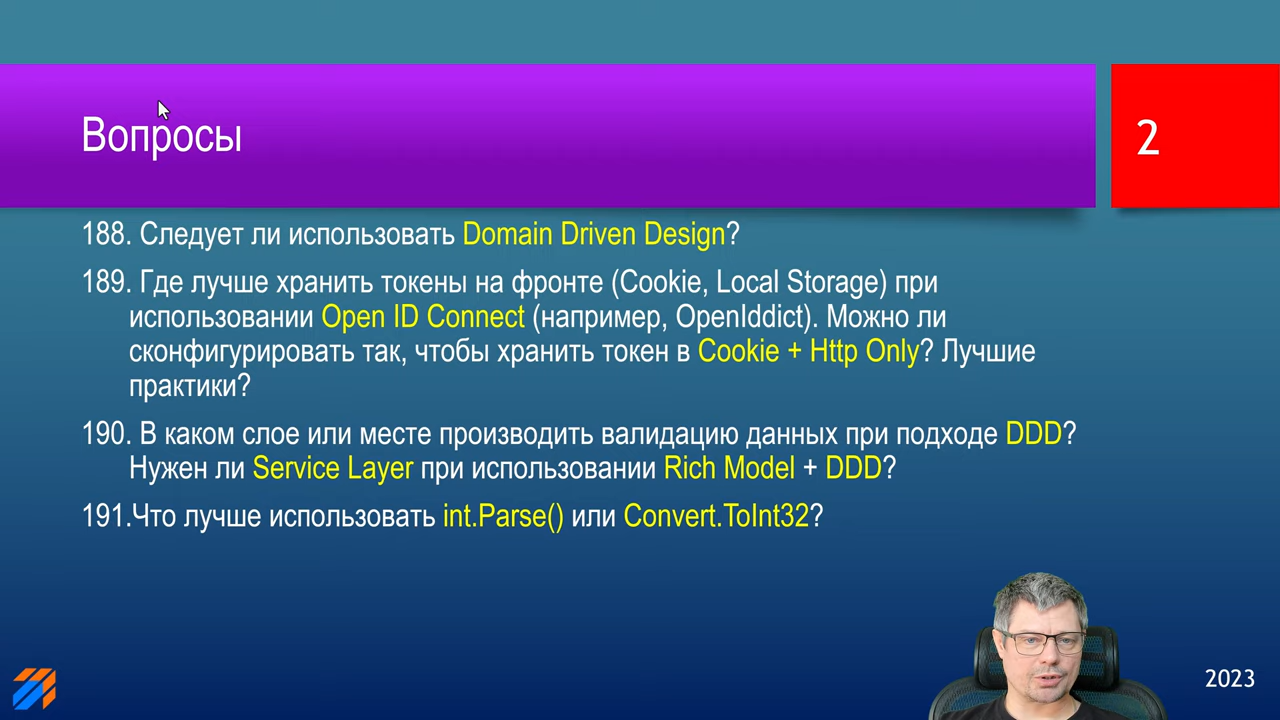 Вопросы
2
188. Следует ли использовать Domain Driven Design?
189. Где лучше хранить токены на фронте (Cookie, Local Storage) при
использовании Open ID Connect (например, OpenIddict). Можно ли
сконфигурировать так, чтобы хранить токен в Cookie + Http Only? Лучшие
практики?
190. В каком слое или месте производить валидацию данных при подходе DDD?
Нужен ли Service Layer при использовании Rich Model + DDD?
191.Что лучше использовать int.Parse() или Convert.ToInt32?
2023